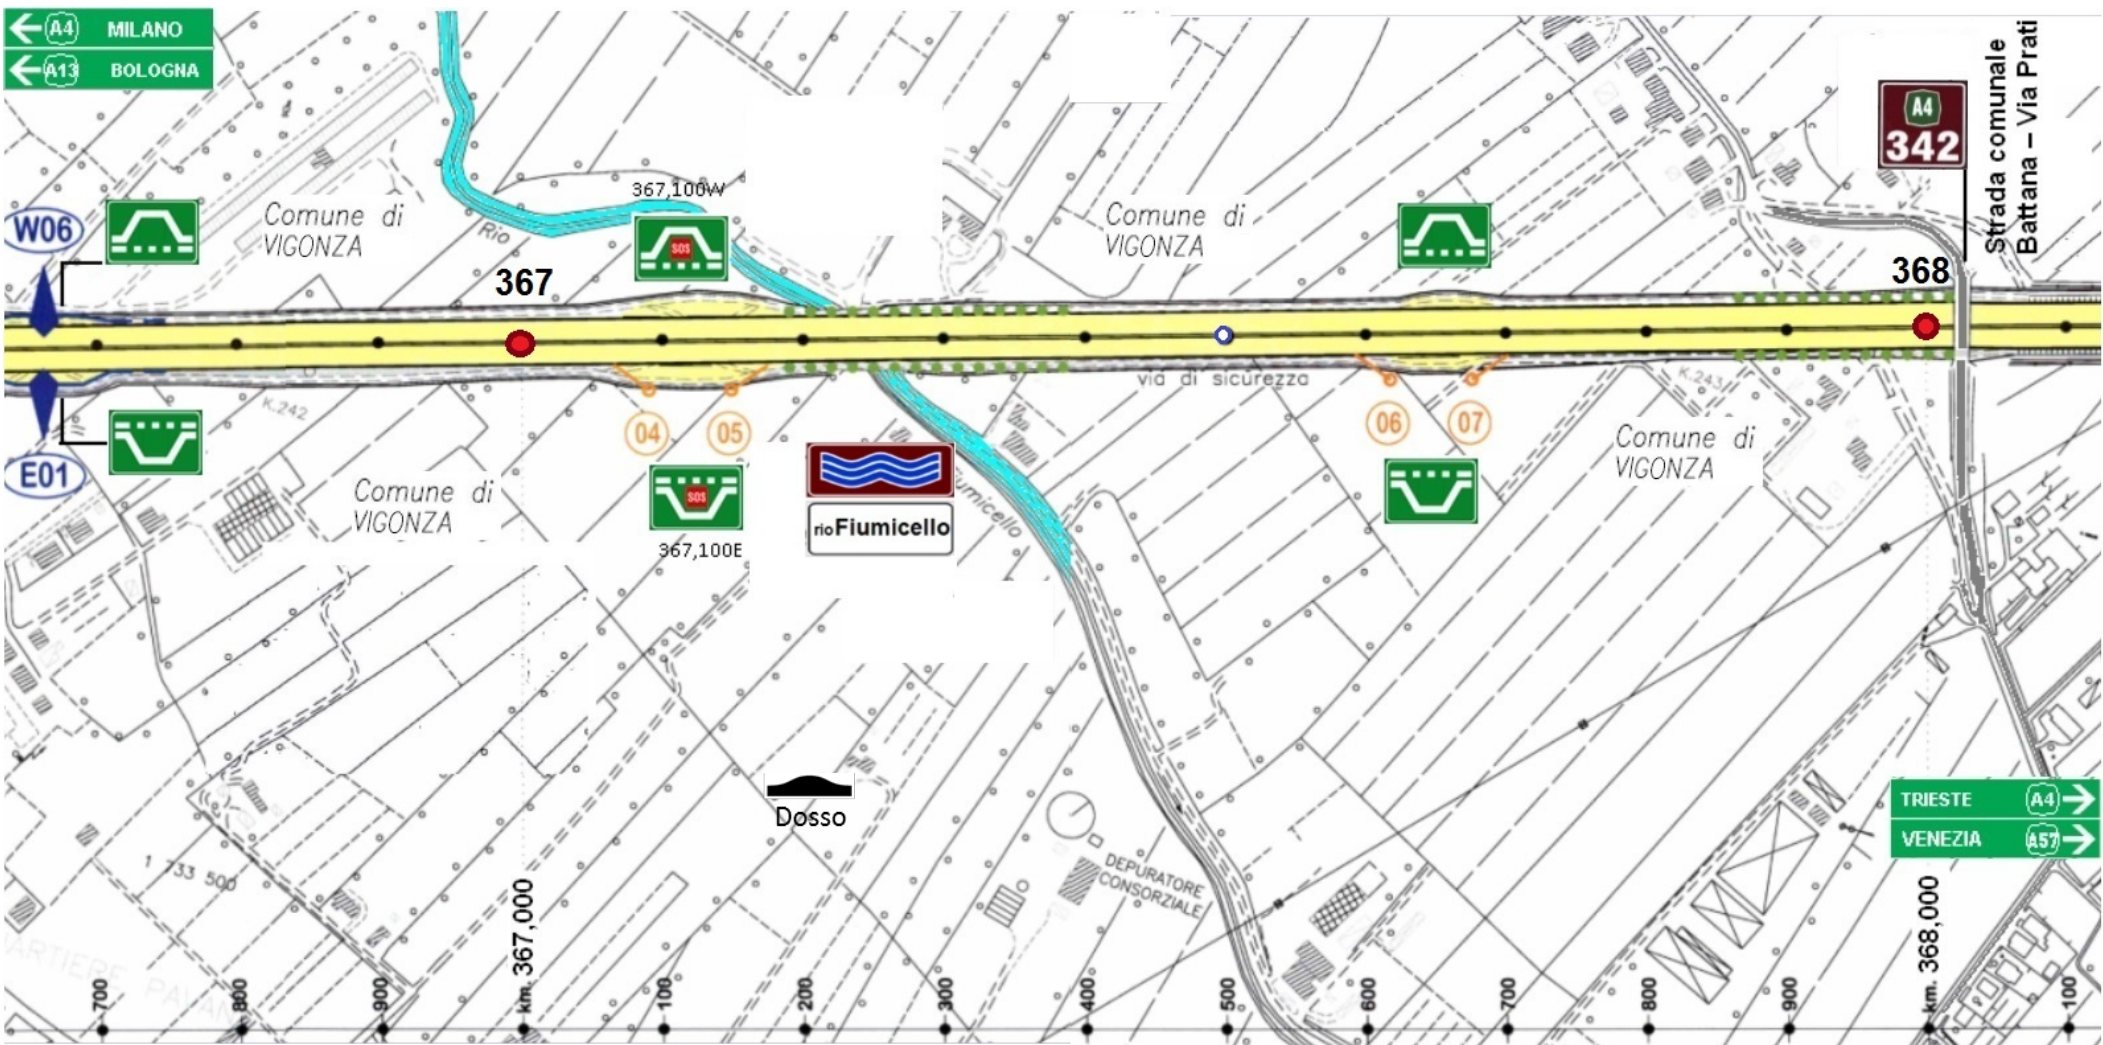 A4 MILANO
A13 BOLOGNA
W06
Comune di
VIGONZA
367,100W
SOS
Rio
367
Comune di
VIGONZA
A4
342
Strada comunale
Battana – Via Prati
368
K.242
04
05
via di sicurezza
06
07
K.243
E01
Comune di
VIGONZA
SOS
367,100E
rioFiumicello
Fiumicello
Comune di
VIGONZA
Dosso
DEPURATORE
CONSORZIALE
TRIESTE A4
VENEZIA A57
1 733 500
700
800
900
km. 367,000
100
200
300
400
500
600
700
800
900
km. 368,000
100